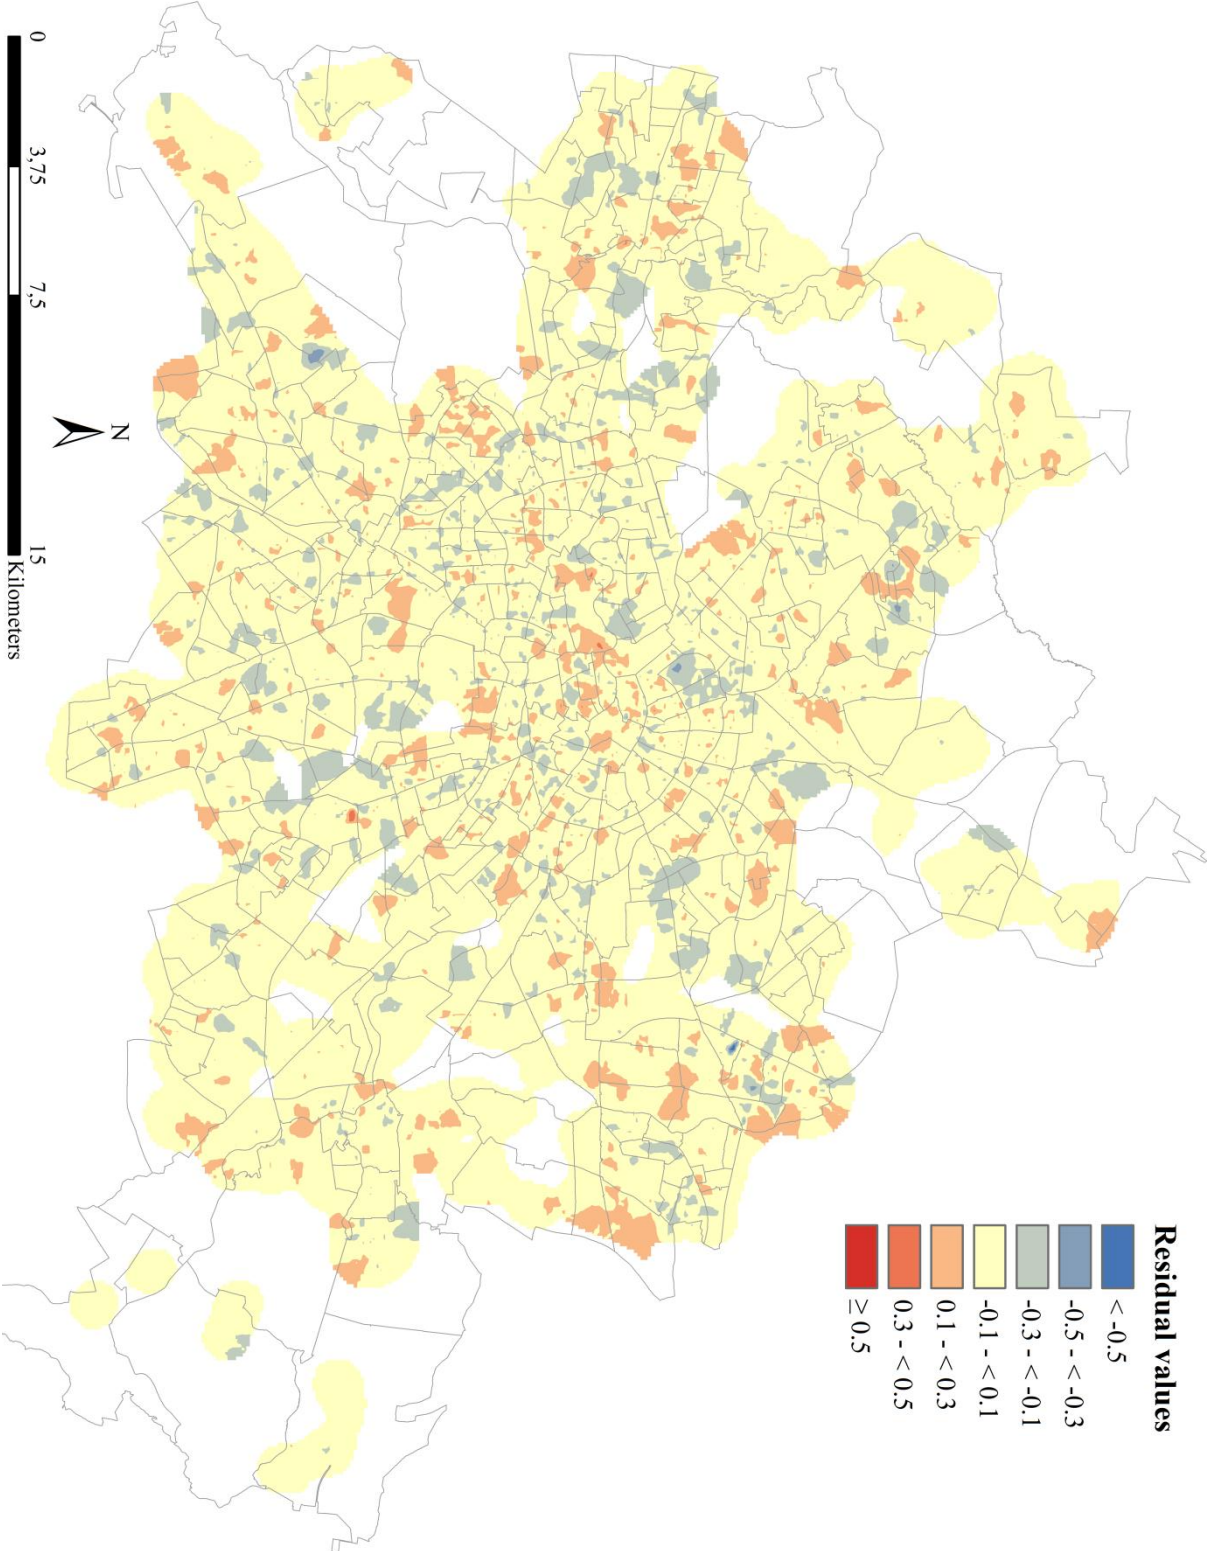 Residual values
< -0.5
-0.5 - < -0.3
-0.3 - < -0.1
-0.1 - < 0.1
0.1 - < 0.3
0.3 - < 0.5
≥ 0.5
N
0 3,75 7,5 15
Kilometers